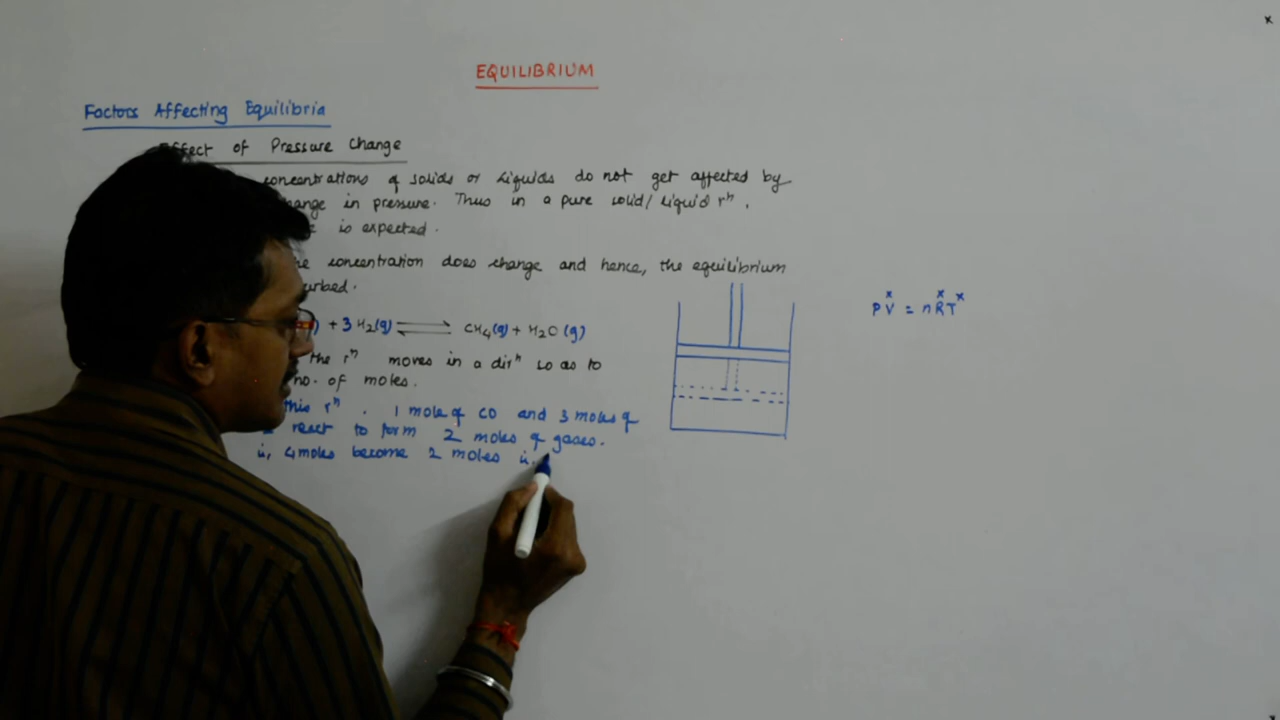 EQUILIBRIUM
Factors Affecting Equilibria
Effect of Pressure Change
concentrations of solids or liquids do not get affected by
change in pressure. Thus in a pure solid/ liquid rⁿ,
is expected.
concentration does change and hence, the equilibrium
PV = nRT
x x x
+ 3 H₂(g) ⇌ CH₄(g) + H₂O (g)
the rⁿ moves in a dirⁿ so as to
no. of moles.
this rⁿ. 1 mole of CO and 3 moles of
react to form 2 moles of gases.
ie, 4 moles become 2 moles ie,
x